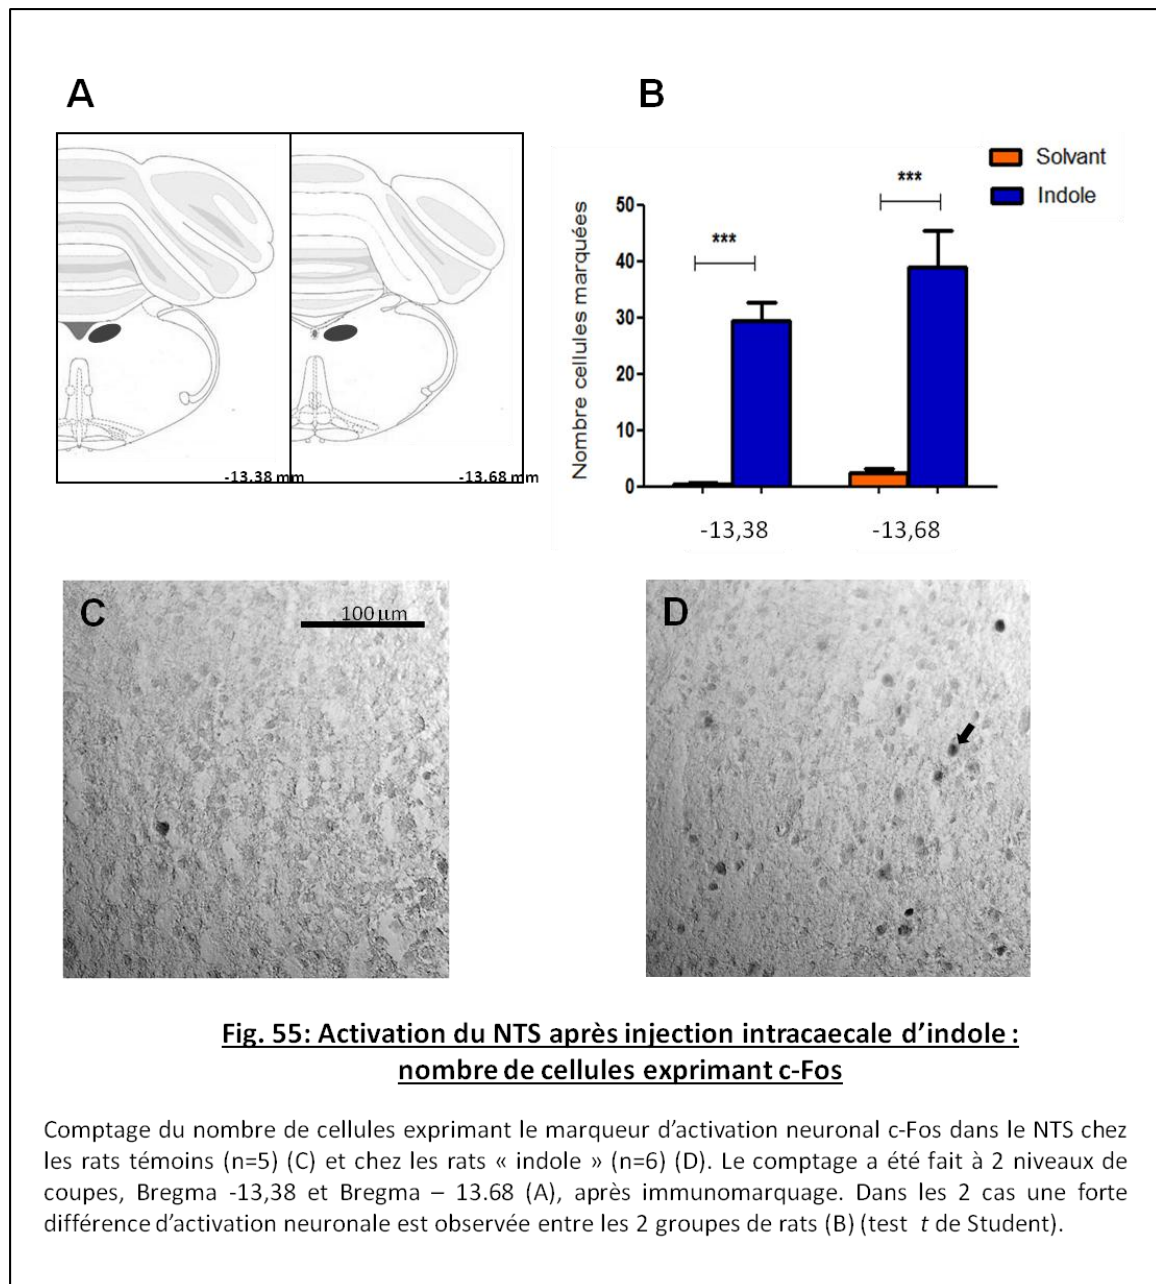 A
B
Solvant
Indole
Nombre cellules marquées
50
40
30
20
10
0
***
***
-13.38 mm
-13.68 mm
-13,38
-13,68
C
100 µm
D
Fig. 55: Activation du NTS après injection intracaecale d’indole :
nombre de cellules exprimant c-Fos
Comptage du nombre de cellules exprimant le marqueur d’activation neuronal c-Fos dans le NTS chez
les rats témoins (n=5) (C) et chez les rats « indole » (n=6) (D). Le comptage a été fait à 2 niveaux de
coupes, Bregma -13,38 et Bregma – 13.68 (A), après immunomarquage. Dans les 2 cas une forte
différence d’activation neuronale est observée entre les 2 groupes de rats (B) (test t de Student).